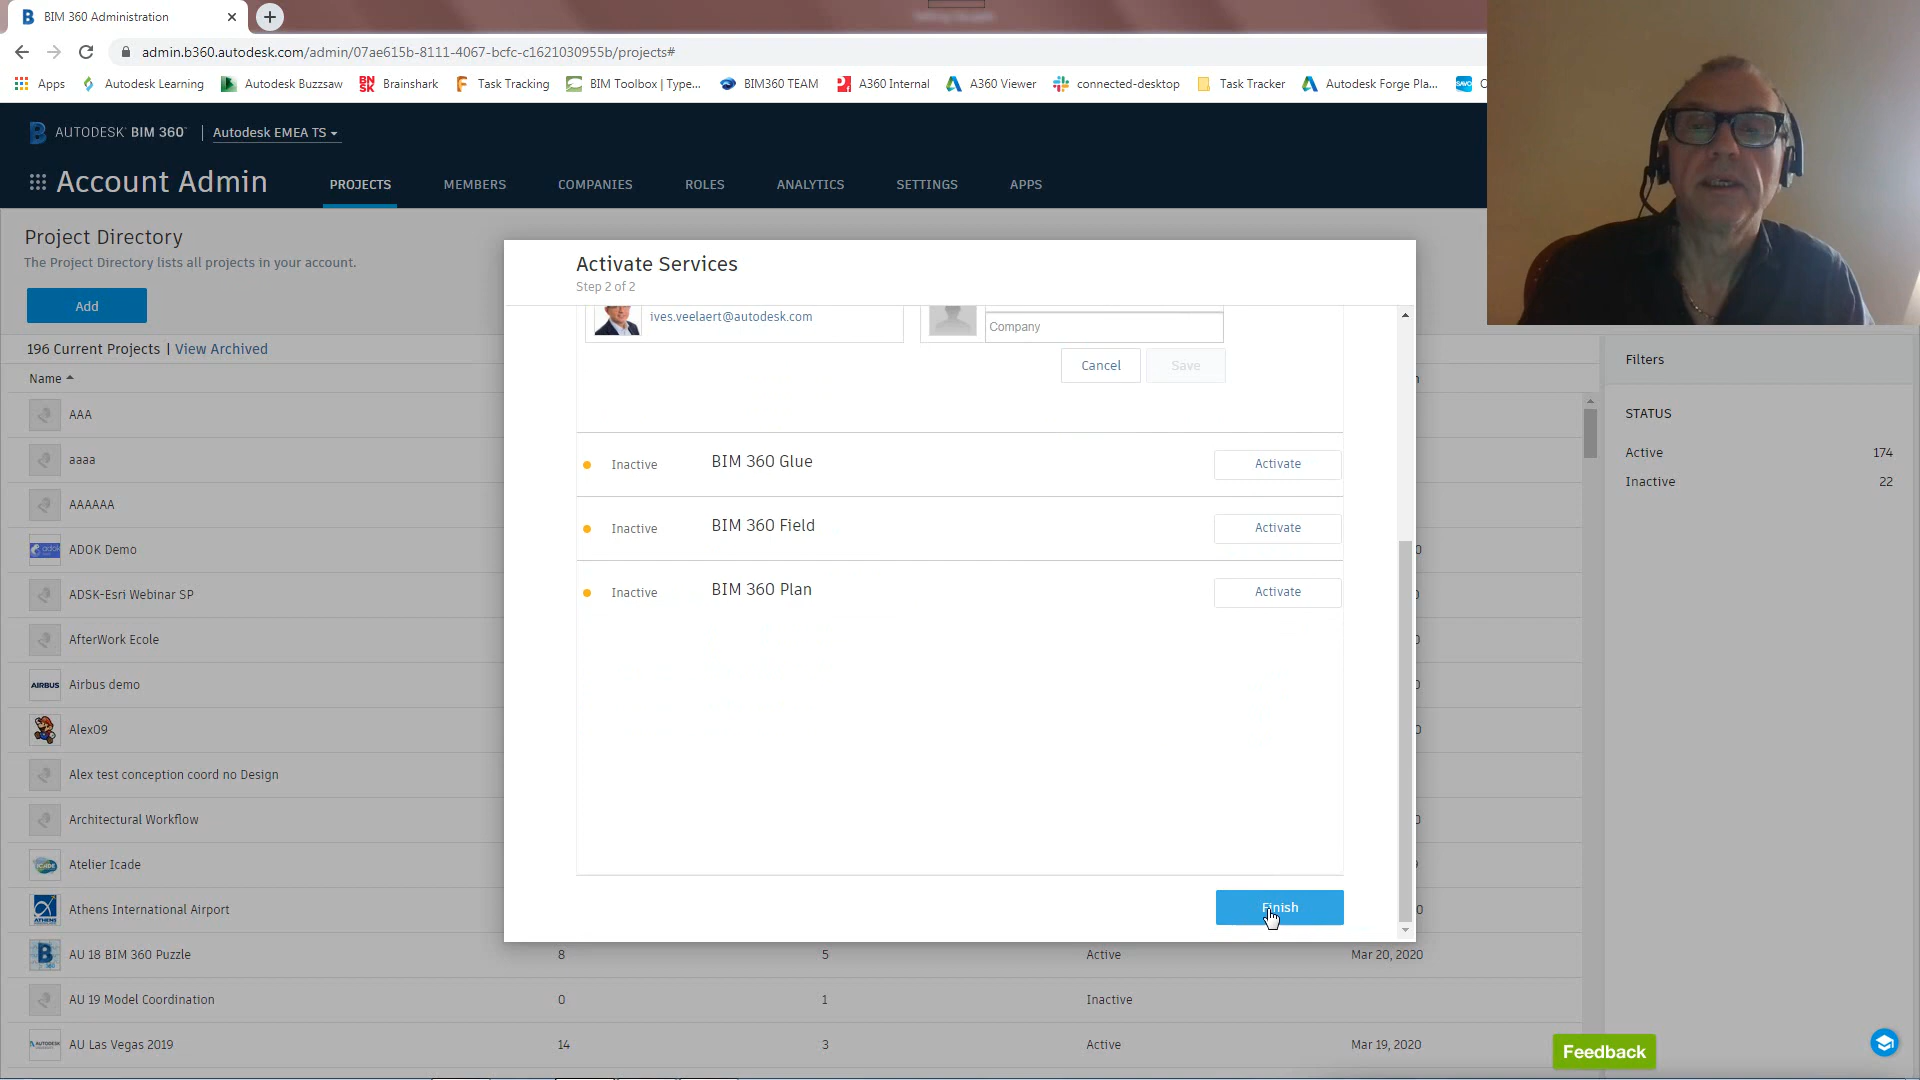 BIM 360 Administration
admin.b360.autodesk.com/admin/07ae615b-8111-4067-bcfc-c1621030955b/projects#
Apps Autodesk Learning Autodesk Buzzsaw BN Brainshark Task Tracking BIM Toolbox | Type... BIM360 TEAM A360 Internal A360 Viewer connected-desktop Task Tracker Autodesk Forge Pla...
AUTODESK BIM 360 Autodesk EMEA TS
Account Admin PROJECTS MEMBERS COMPANIES ROLES ANALYTICS SETTINGS APPS
Project Directory
The Project Directory lists all projects in your account.
Add
196 Current Projects | View Archived
Name
AAA
aaaa
AAAAAA
ADOK Demo
ADSK-Esri Webinar SP
AfterWork Ecole
AIRBUS Airbus demo
Alex09
Alex test conception coord no Design
Architectural Workflow
Atelier Icade
Athens International Airport
AU 18 BIM 360 Puzzle 8 5 Active Mar 20, 2020
AU 19 Model Coordination 0 1 Inactive
AU Las Vegas 2019 14 3 Active Mar 19, 2020
Activate Services
Step 2 of 2
ives.veelaert@autodesk.com
Company
Cancel Save
Inactive BIM 360 Glue Activate
Inactive BIM 360 Field Activate
Inactive BIM 360 Plan Activate
Finish
Filters
STATUS
Active 174
Inactive 22
Feedback